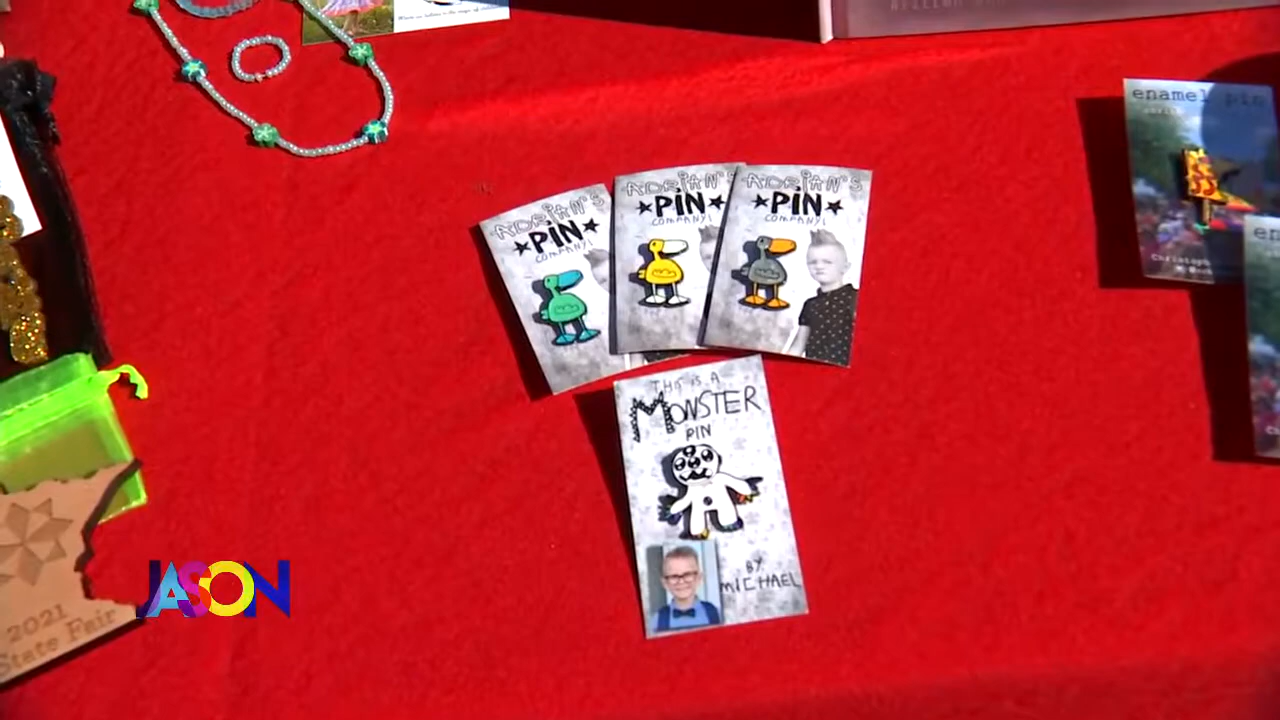 enamel pin
ADRIAN'S
★PiN★
COMPANY!
ADRIAN'S
★PiN★
COMPANY!
ADRIAN'S
★PiN★
COMPANY!
THIS IS A
MONSTER
PIN
BY
MICHAEL
Christoph
2021
State Fair
JASON